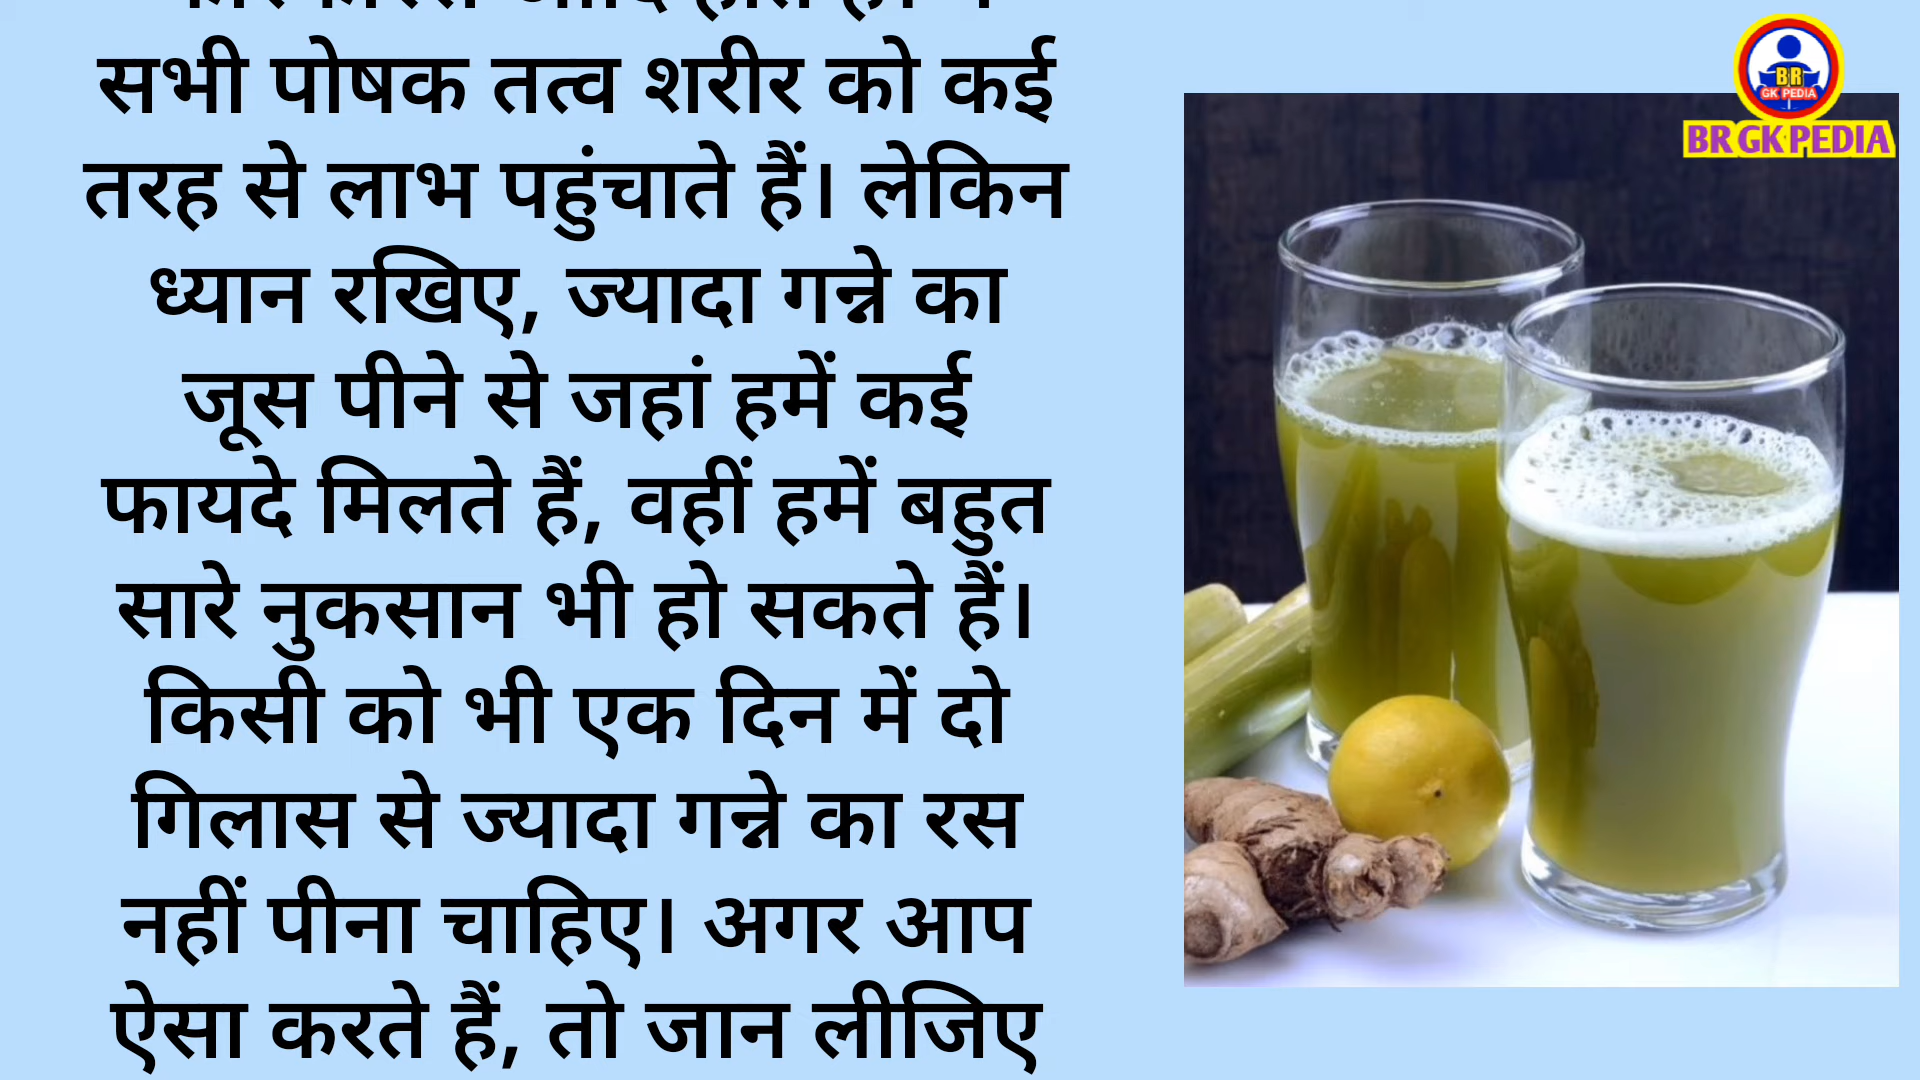 सभी पोषक तत्व शरीर को कई
तरह से लाभ पहुंचाते हैं। लेकिन
ध्यान रखिए, ज्यादा गन्ने का
जूस पीने से जहां हमें कई
फायदे मिलते हैं, वहीं हमें बहुत
सारे नुकसान भी हो सकते हैं।
किसी को भी एक दिन में दो
गिलास से ज्यादा गन्ने का रस
नहीं पीना चाहिए। अगर आप
ऐसा करते हैं, तो जान लीजिए
BR
GK PEDIA
BR GK PEDIA